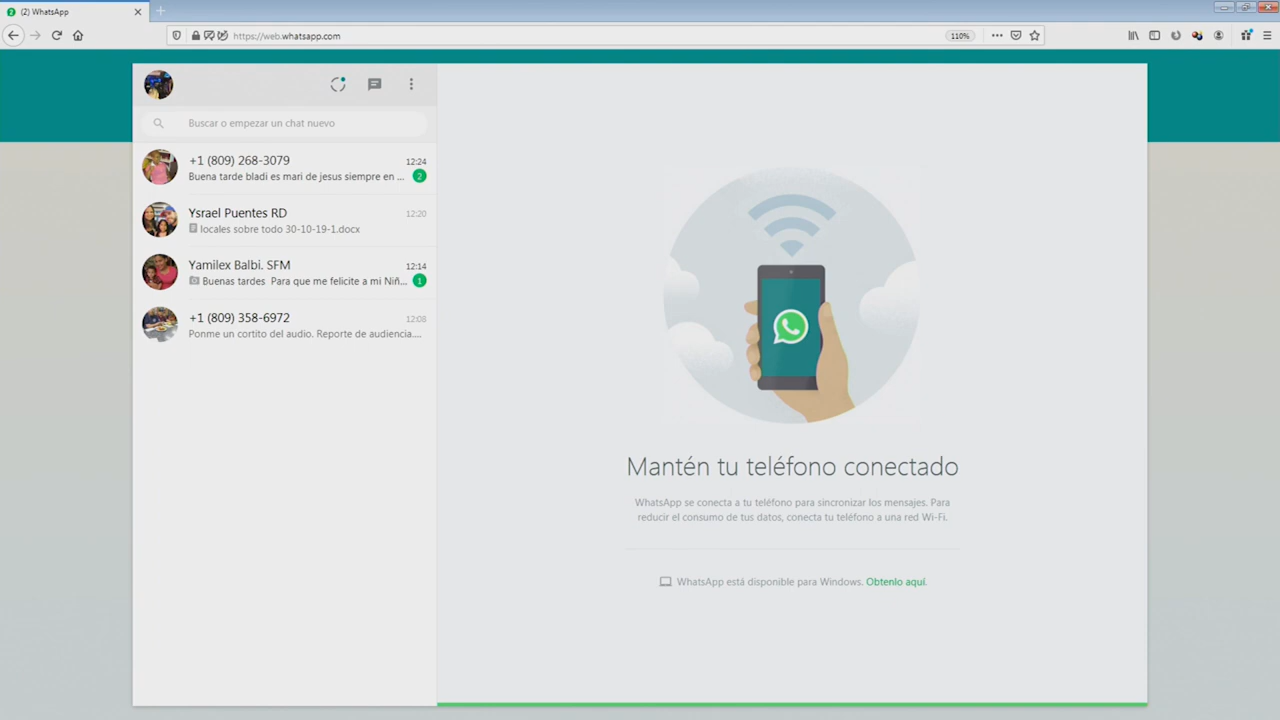 (2) WhatsApp
https://web.whatsapp.com
110%
Buscar o empezar un chat nuevo
+1 (809) 268-3079
12:24
Buena tarde bladi es mari de jesus siempre en ...
2
Ysrael Puentes RD
12:20
locales sobre todo 30-10-19-1.docx
Yamilex Balbi. SFM
12:14
Buenas tardes Para que me felicite a mi Niñ...
1
+1 (809) 358-6972
12:08
Ponme un cortito del audio. Reporte de audiencia....
Mantén tu teléfono conectado
WhatsApp se conecta a tu teléfono para sincronizar los mensajes. Para
reducir el consumo de tus datos, conecta tu teléfono a una red Wi-Fi.
WhatsApp está disponible para Windows. Obtenlo aquí.